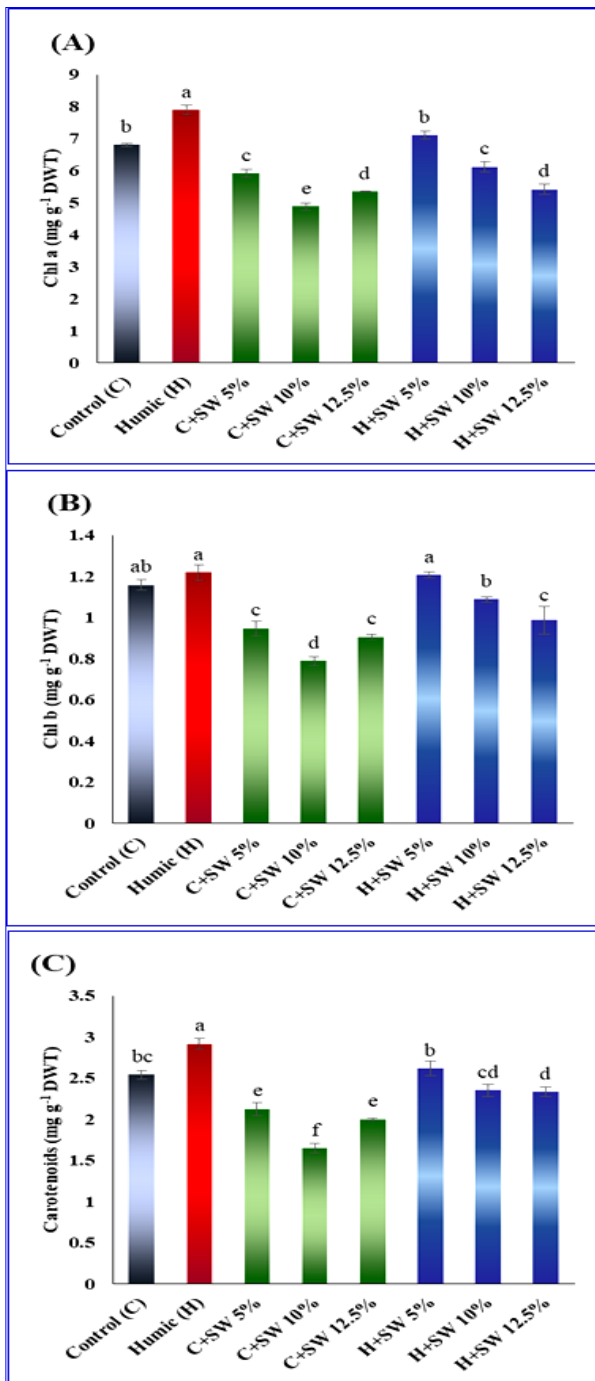 (A)
Chl a (mg g-1 DWT)
9
8
7
6
5
4
3
2
1
0
b
a
c
e
d
b
c
d
Control (C)
Humic (H)
C+SW 5%
C+SW 10%
C+SW 12.5%
H+SW 5%
H+SW 10%
H+SW 12.5%
(B)
Chl b (mg g-1 DWT)
1.4
1.2
1
0.8
0.6
0.4
0.2
0
ab
a
c
d
c
a
b
c
Control (C)
Humic (H)
C+SW 5%
C+SW 10%
C+SW 12.5%
H+SW 5%
H+SW 10%
H+SW 12.5%
(C)
Carotenoids (mg g-1 DWT)
3.5
3
2.5
2
1.5
1
0.5
0
bc
a
e
f
e
b
cd
d
Control (C)
Humic (H)
C+SW 5%
C+SW 10%
C+SW 12.5%
H+SW 5%
H+SW 10%
H+SW 12.5%